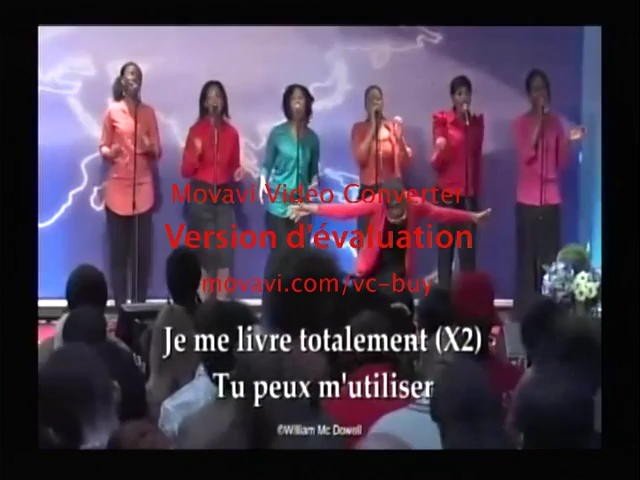 Movavi Video Converter
Version d'évaluation
movavi.com/vc-buy
Je me livre totalement (X2)
Tu peux m'utiliser
©William Mc Dowell